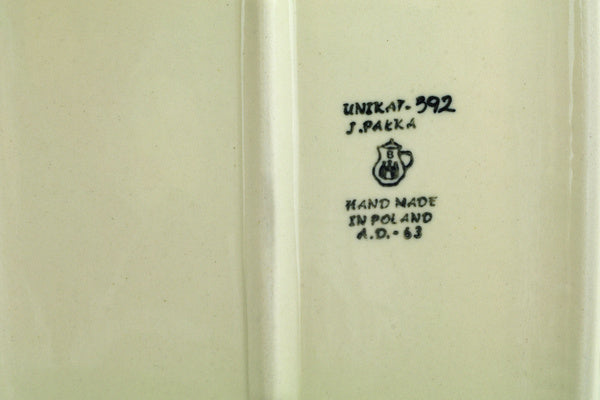 UNIKAT-392
J.PAŁKA
B
HAND MADE
IN POLAND
A.D.-63